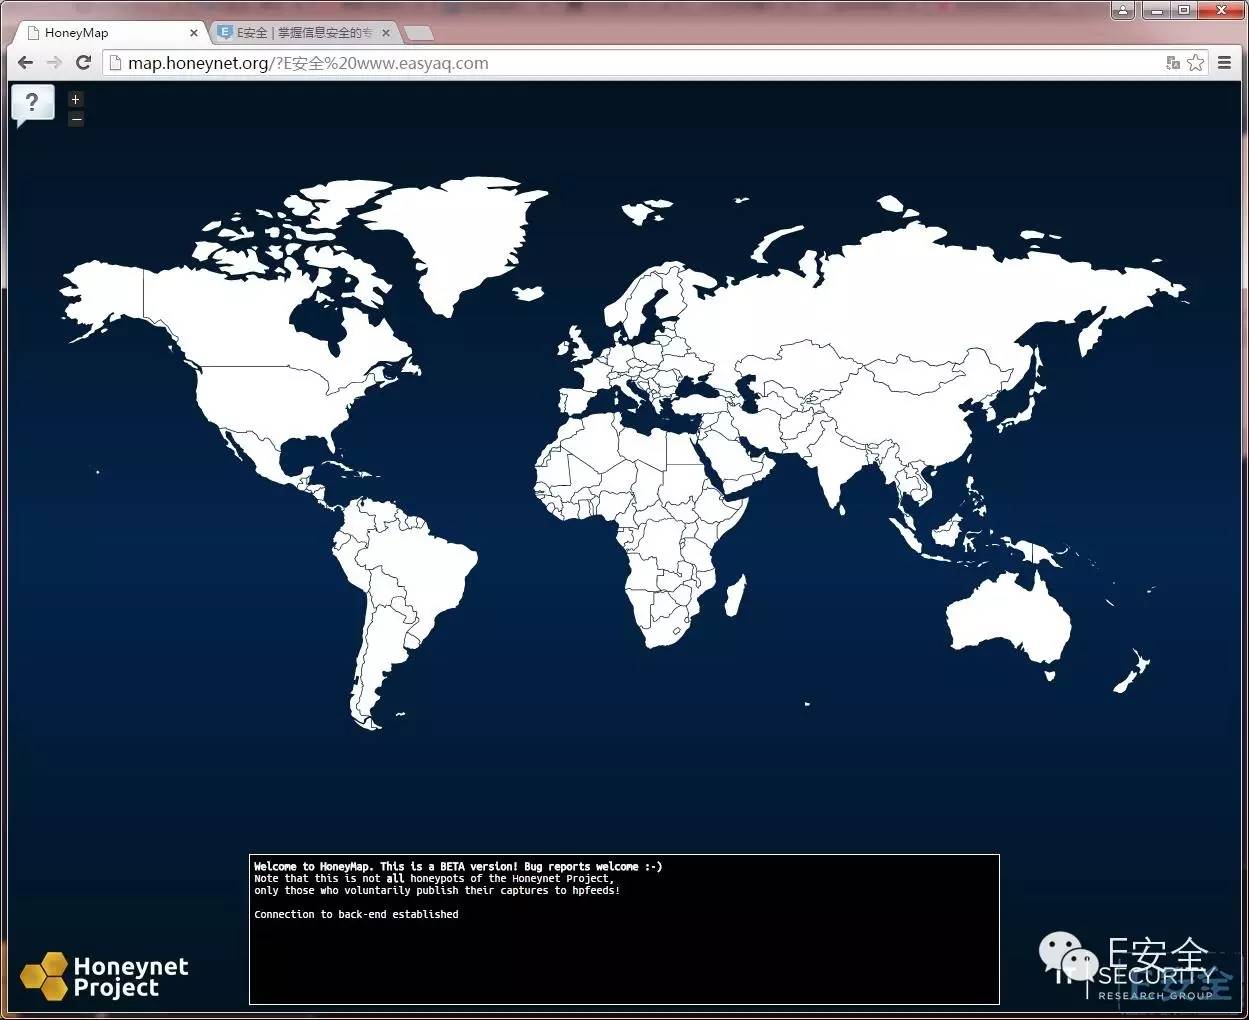 HoneyMap
E安全 | 掌握信息安全的专
map.honeynet.org/?E安全%20www.easyaq.com
?
+
−
Welcome to HoneyMap. This is a BETA version! Bug reports welcome :-)
Note that this is not all honeypots of the Honeynet Project,
only those who voluntarily publish their captures to hpfeeds!
Connection to back-end established
Honeynet
Project
E安全
IT SECURITY
RESEARCH GROUP
E安全